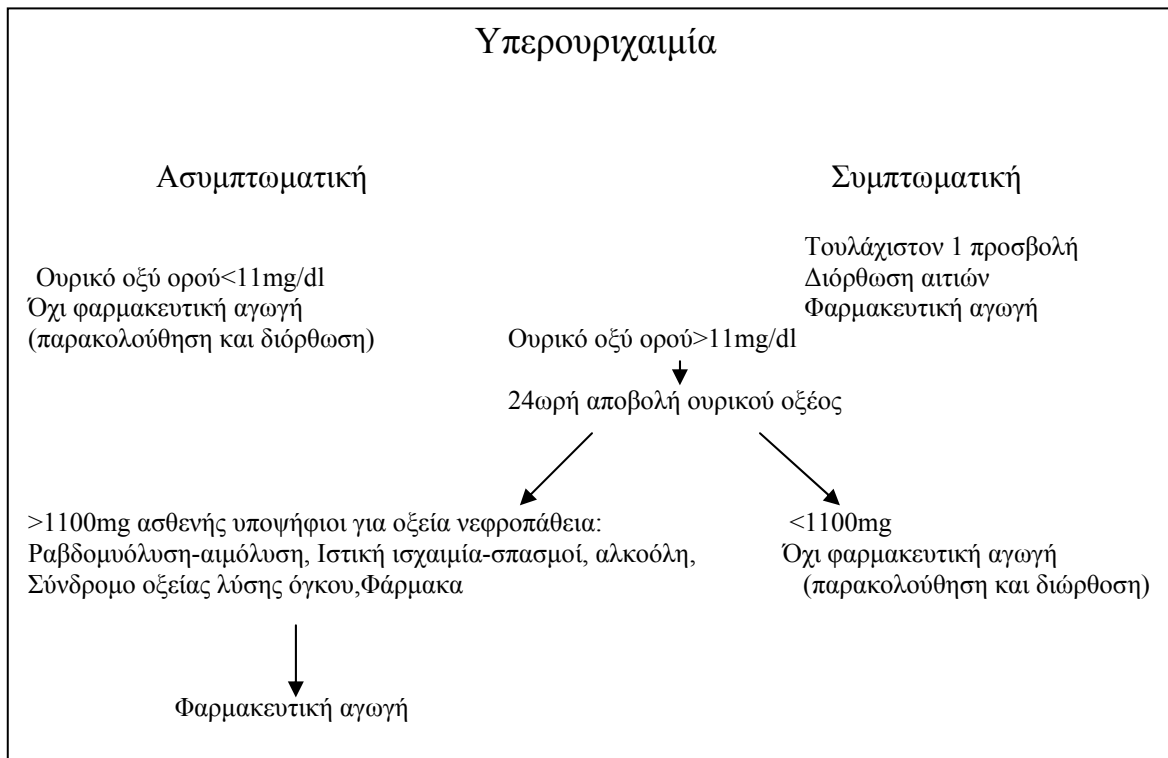 Υπερουριχαιμία
Ασυμπτωματική
Συμπτωματική
Ουρικό οξύ ορού<11mg/dl
Όχι φαρμακευτική αγωγή
(παρακολούθηση και διόρθωση)
Τουλάχιστον 1 προσβολή
Διόρθωση αιτιών
Φαρμακευτική αγωγή
Ουρικό οξύ ορού>11mg/dl
24ωρή αποβολή ουρικού οξέος
>1100mg ασθενής υποψήφιοι για οξεία νεφροπάθεια:
Ραβδομυόλυση-αιμόλυση, Ιστική ισχαιμία-σπασμοί, αλκοόλη,
Σύνδρομο οξείας λύσης όγκου,Φάρμακα
<1100mg
Όχι φαρμακευτική αγωγή
(παρακολούθηση και διώρθοση)
Φαρμακευτική αγωγή